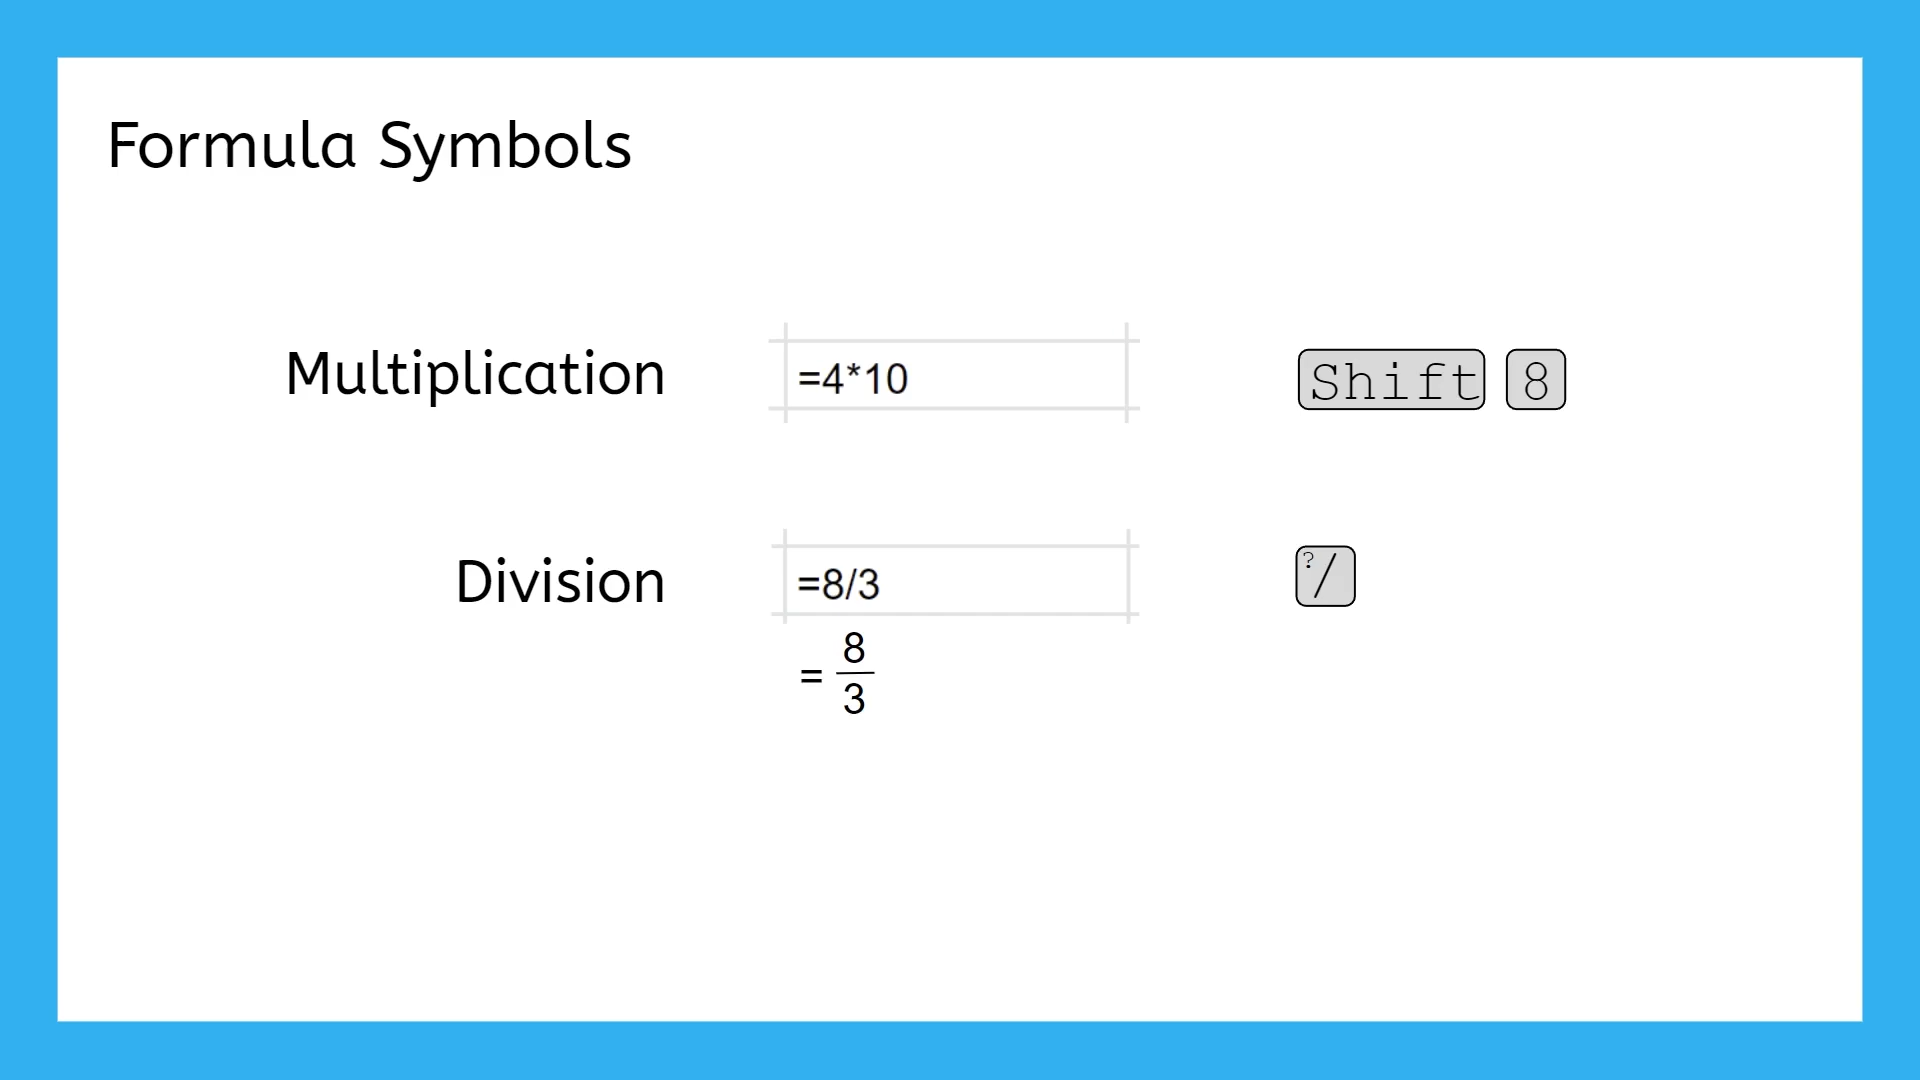 Formula Symbols
Multiplication =4*10 Shift 8
Division =8/3 ? /
= 8
3